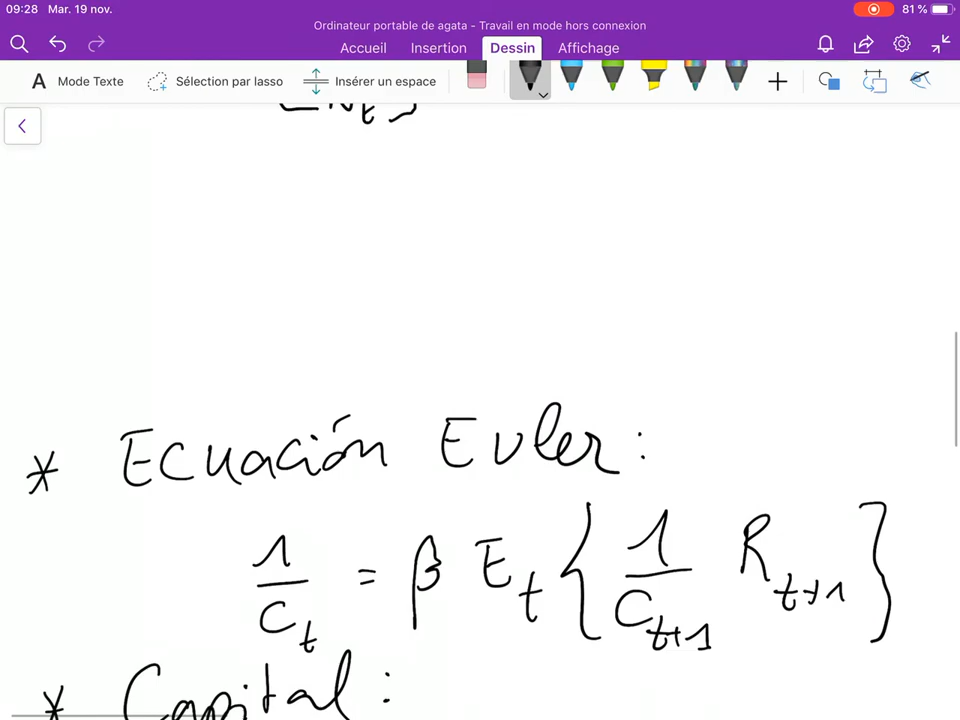 09:28 Mar. 19 nov. 81 %
Ordinateur portable de agata - Travail en mode hors connexion
Accueil Insertion Dessin Affichage
A Mode Texte Sélection par lasso Insérer un espace
* Ecuación Euler:
1/C_t = β E_t { 1/C_{t+1} R_{t+1} }
* Capital: